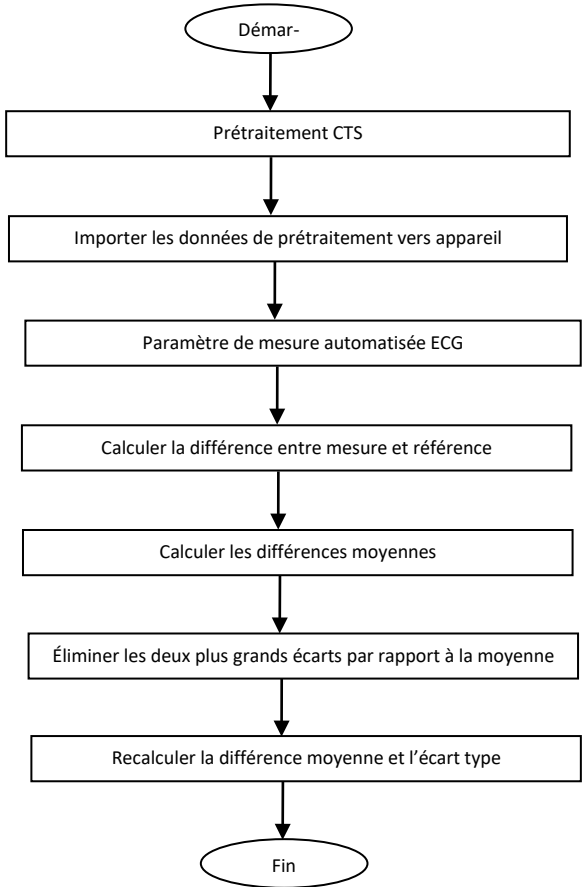 Démar-
Prétraitement CTS
Importer les données de prétraitement vers appareil
Paramètre de mesure automatisée ECG
Calculer la différence entre mesure et référence
Calculer les différences moyennes
Éliminer les deux plus grands écarts par rapport à la moyenne
Recalculer la différence moyenne et l’écart type
Fin